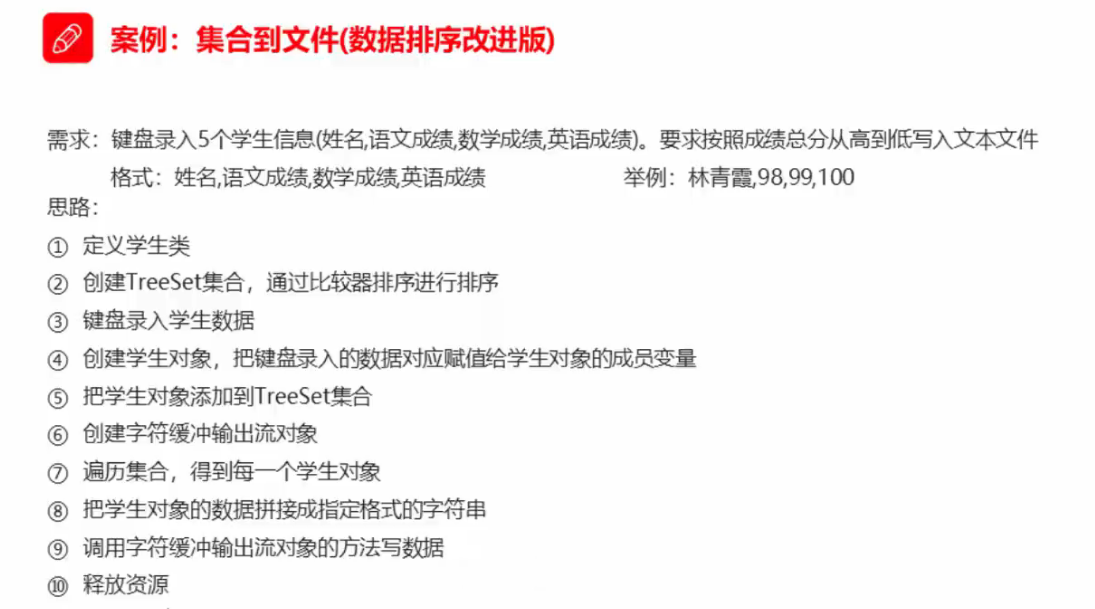 案例：集合到文件(数据排序改进版)
需求：键盘录入5个学生信息(姓名,语文成绩,数学成绩,英语成绩)。要求按照成绩总分从高到低写入文本文件
格式：姓名,语文成绩,数学成绩,英语成绩 举例：林青霞,98,99,100
思路：
① 定义学生类
② 创建TreeSet集合，通过比较器排序进行排序
③ 键盘录入学生数据
④ 创建学生对象，把键盘录入的数据对应赋值给学生对象的成员变量
⑤ 把学生对象添加到TreeSet集合
⑥ 创建字符缓冲输出流对象
⑦ 遍历集合，得到每一个学生对象
⑧ 把学生对象的数据拼接成指定格式的字符串
⑨ 调用字符缓冲输出流对象的方法写数据
⑩ 释放资源